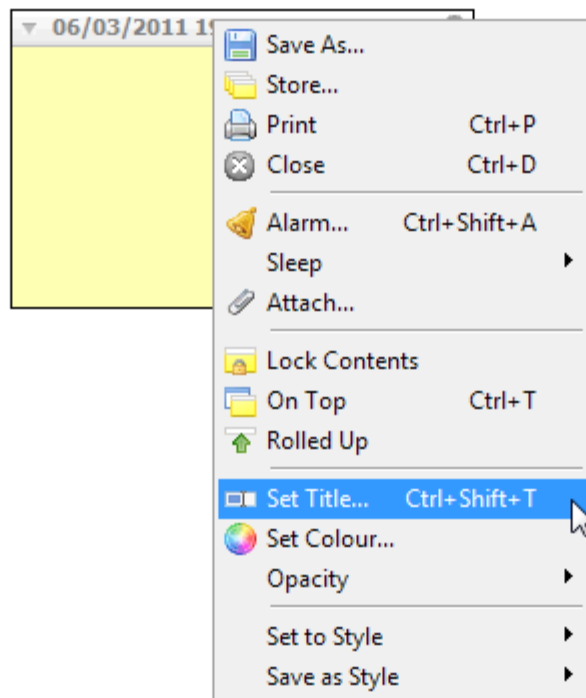 06/03/2011
Save As...
Store...
Print Ctrl+P
Close Ctrl+D
Alarm... Ctrl+Shift+A
Sleep
Attach...
Lock Contents
On Top Ctrl+T
Rolled Up
Set Title... Ctrl+Shift+T
Set Colour...
Opacity
Set to Style
Save as Style